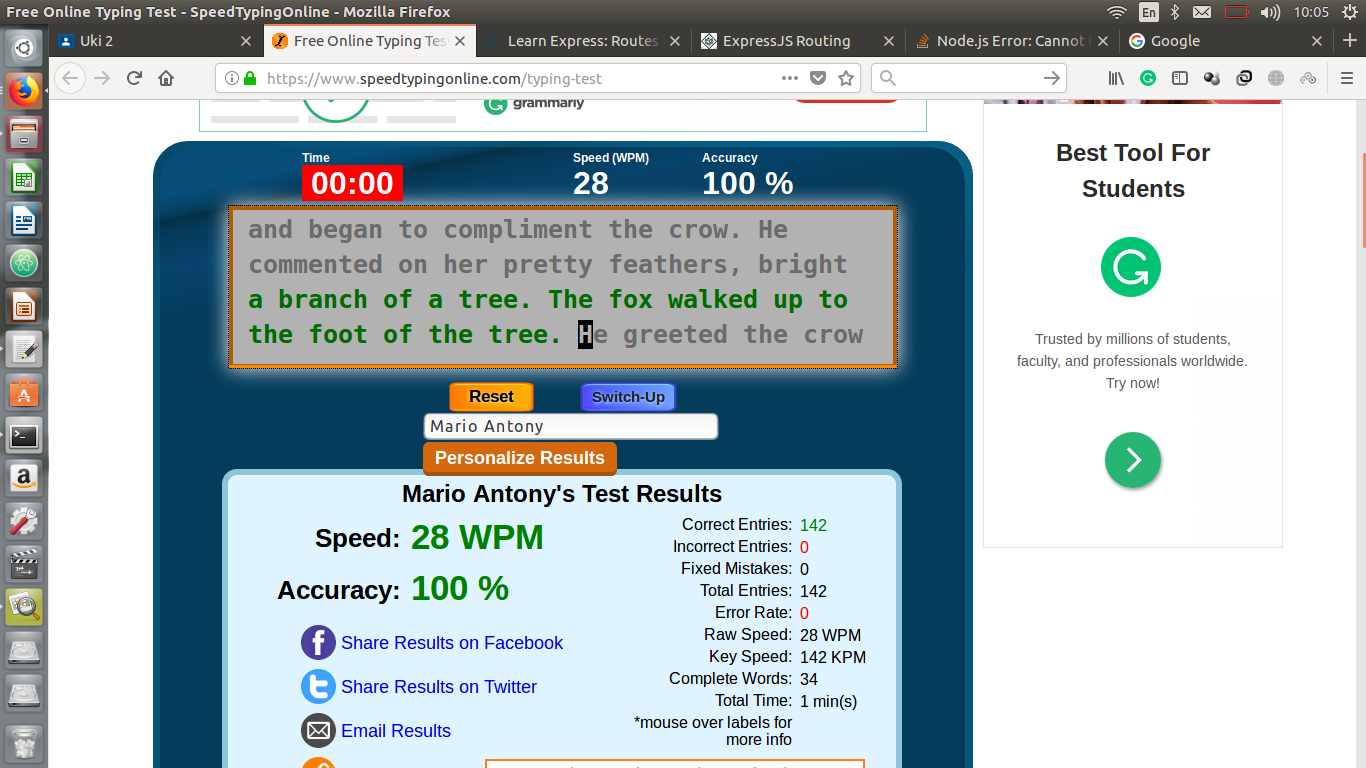 Free Online Typing Test - SpeedTypingOnline - Mozilla Firefox
En
10:05
Uki 2
Free Online Typing Tes
Learn Express: Routes
ExpressJS Routing
Node.js Error: Cannot
Google
https://www.speedtypingonline.com/typing-test
grammarly
Time
Speed (WPM)
Accuracy
00:00
28
100 %
and began to compliment the crow. He
commented on her pretty feathers, bright
a branch of a tree. The fox walked up to
the foot of the tree. He greeted the crow
Reset
Switch-Up
Mario Antony
Personalize Results
Mario Antony's Test Results
Speed: 28 WPM
Accuracy: 100 %
Share Results on Facebook
Share Results on Twitter
Email Results
Correct Entries: 142
Incorrect Entries: 0
Fixed Mistakes: 0
Total Entries: 142
Error Rate: 0
Raw Speed: 28 WPM
Key Speed: 142 KPM
Complete Words: 34
Total Time: 1 min(s)
*mouse over labels for
more info
Best Tool For
Students
Trusted by millions of students,
faculty, and professionals worldwide.
Try now!